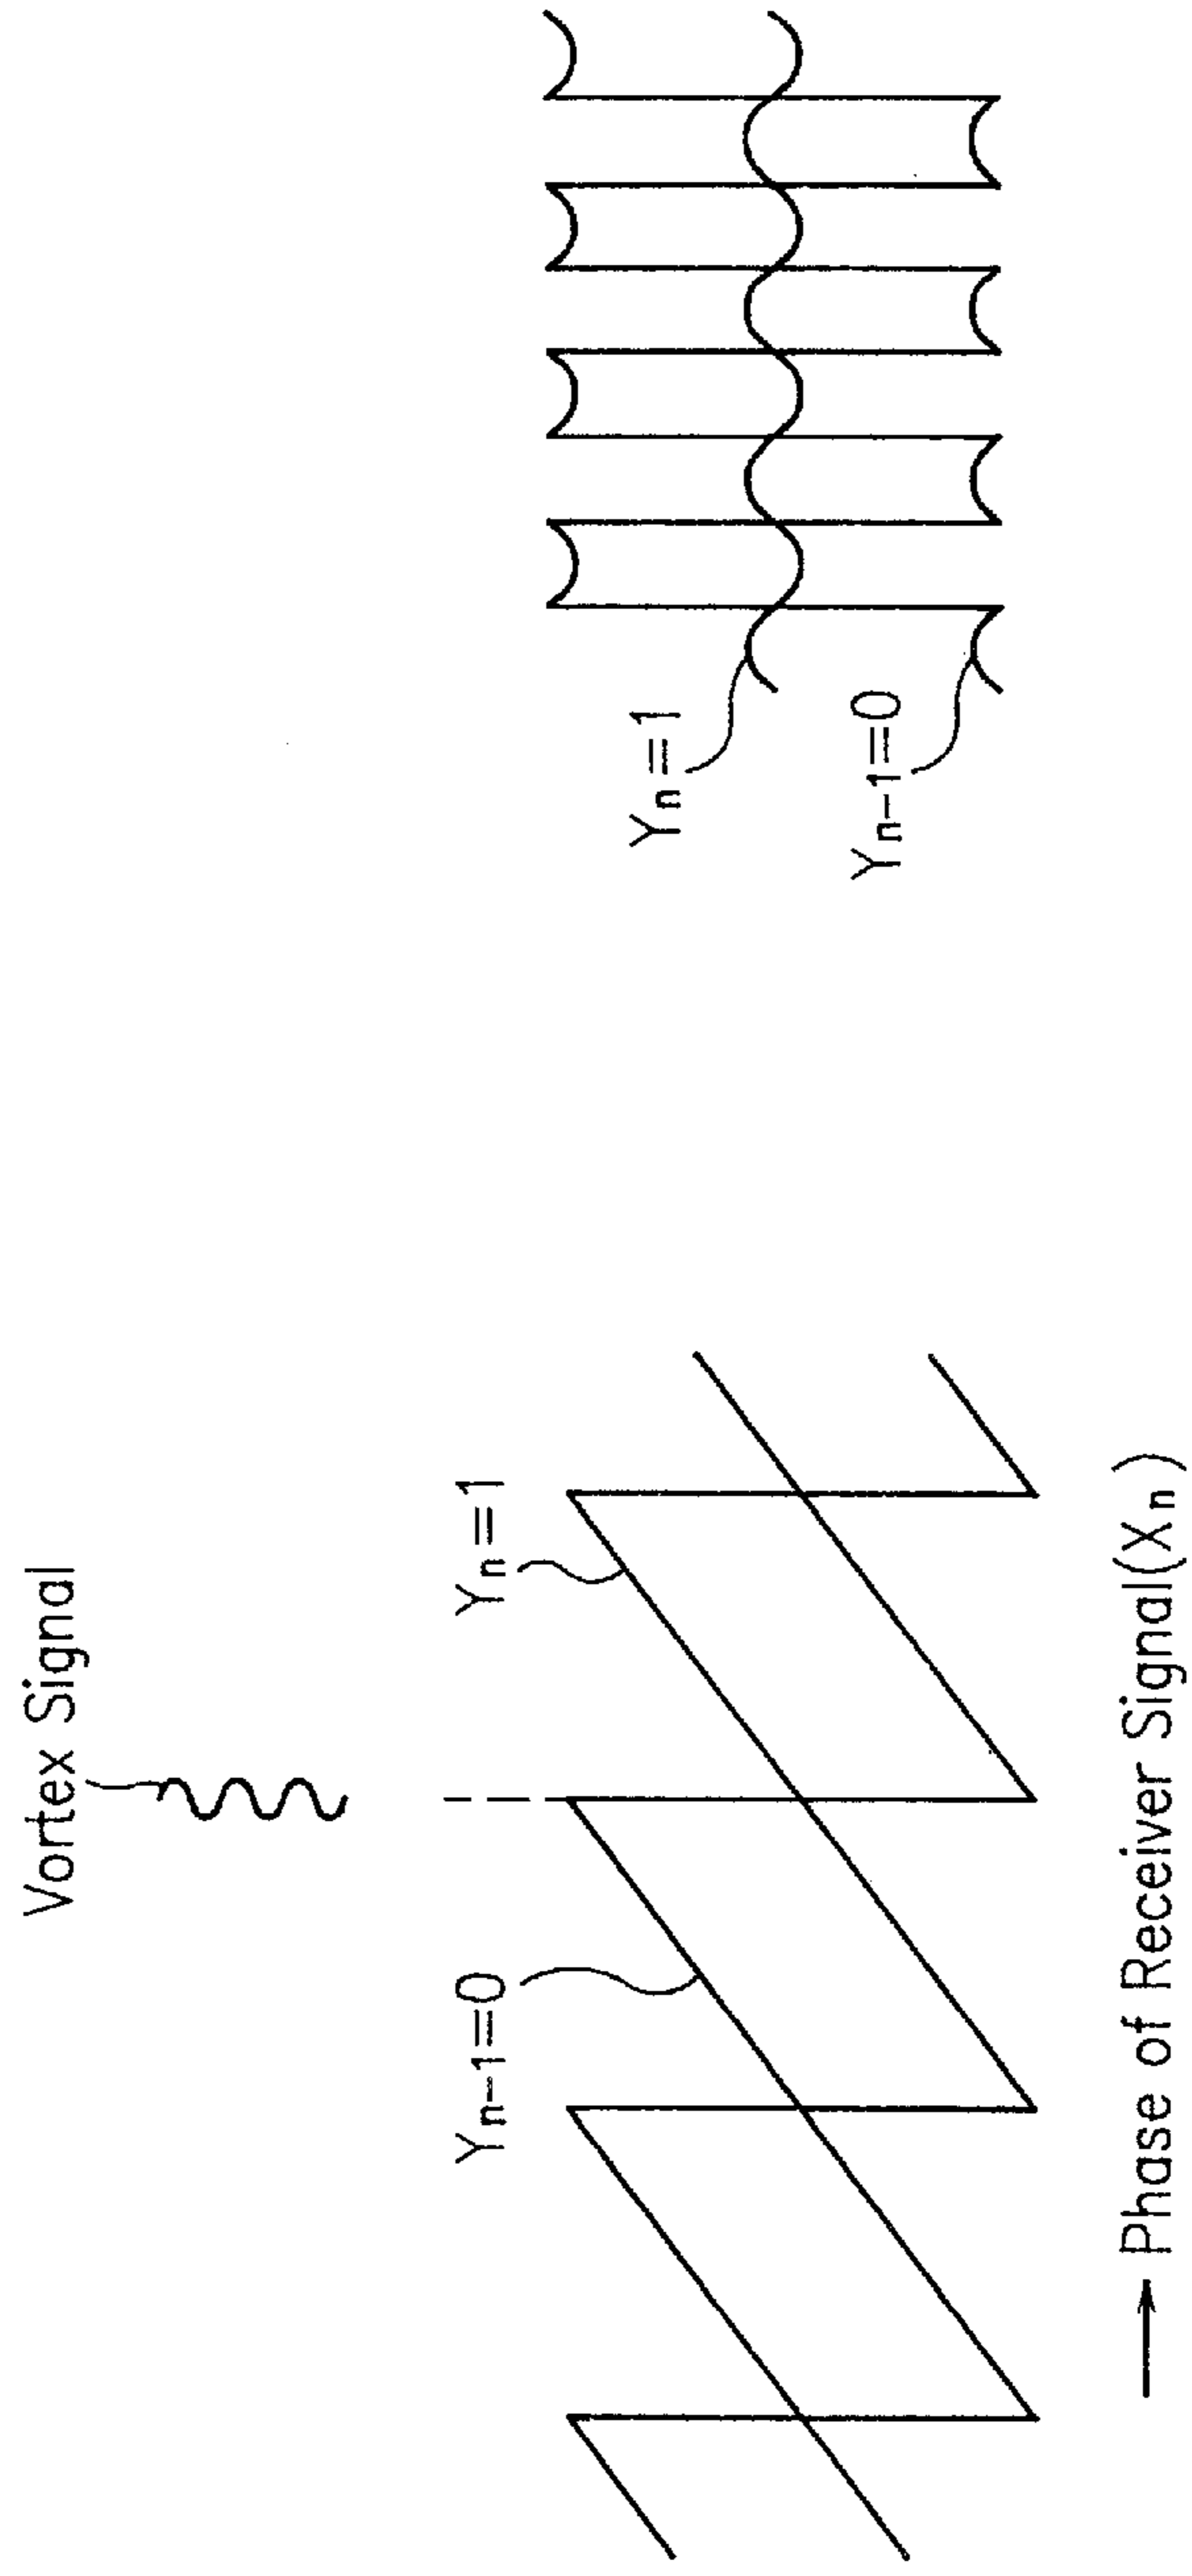 Vortex Signal
Yn-1=0
Yn=1
Phase of Receiver Signal(Xn)
Yn=1
Yn-1=0